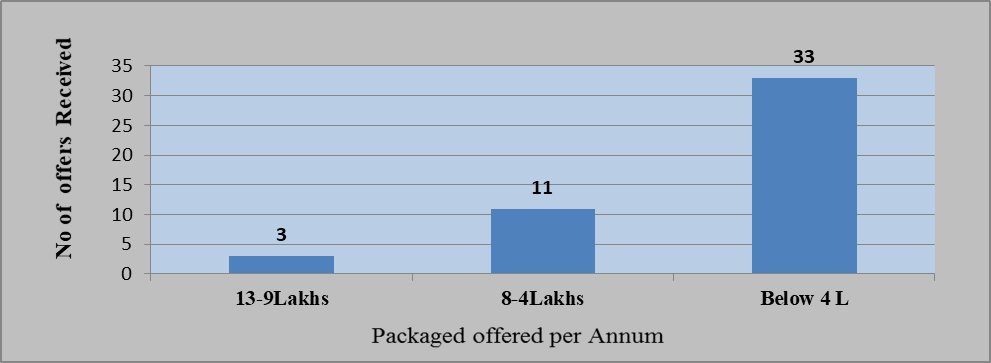 No of offers Received
35
30
25
20
15
10
5
0
3
11
33
13-9Lakhs
8-4Lakhs
Below 4 L
Packaged offered per Annum